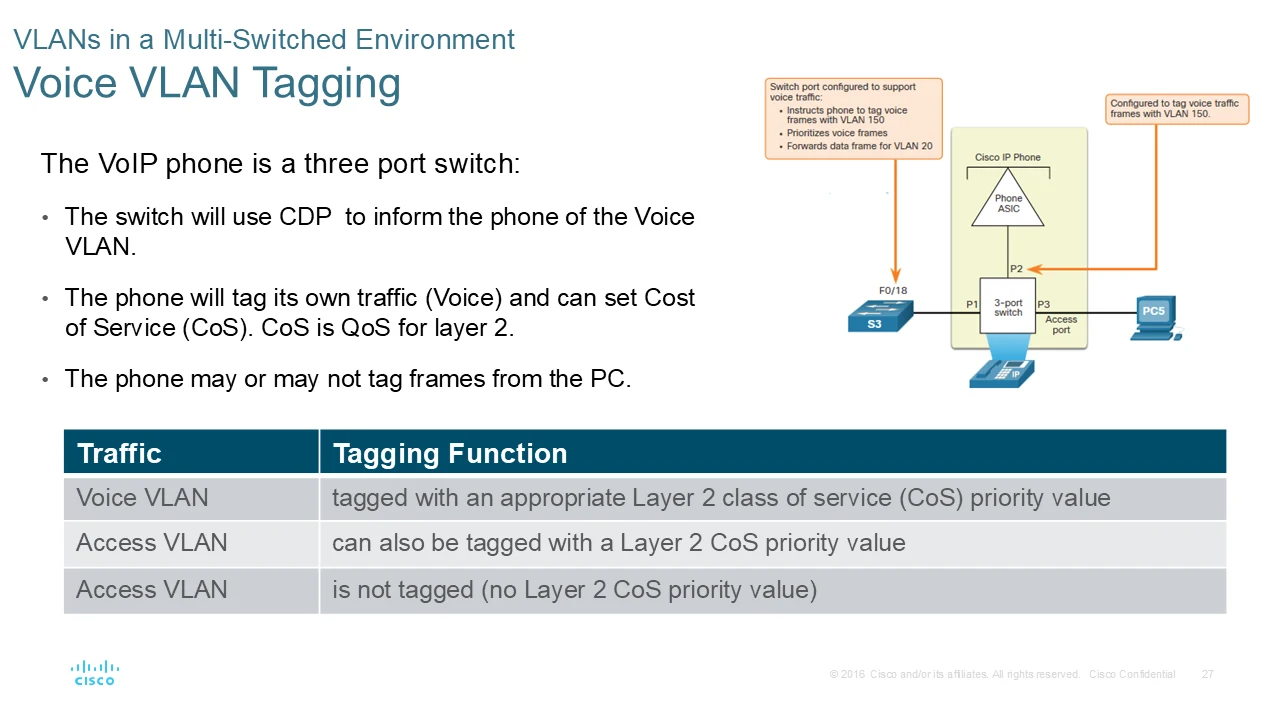 VLANs in a Multi-Switched Environment
Voice VLAN Tagging
The VoIP phone is a three port switch:
• The switch will use CDP to inform the phone of the Voice
VLAN.
• The phone will tag its own traffic (Voice) and can set Cost
of Service (CoS). CoS is QoS for layer 2.
• The phone may or may not tag frames from the PC.
Switch port configured to support
voice traffic:
• Instructs phone to tag voice
frames with VLAN 150
• Prioritizes voice frames
• Forwards data frame for VLAN 20
Configured to tag voice traffic
frames with VLAN 150.
Cisco IP Phone
Phone
ASIC
P2
F0/18
S3
P1
3-port
switch
P3
Access
port
PC5
IP
Traffic
Tagging Function
Voice VLAN
tagged with an appropriate Layer 2 class of service (CoS) priority value
Access VLAN
can also be tagged with a Layer 2 CoS priority value
Access VLAN
is not tagged (no Layer 2 CoS priority value)
CISCO
© 2016 Cisco and/or its affiliates. All rights reserved. Cisco Confidential
27